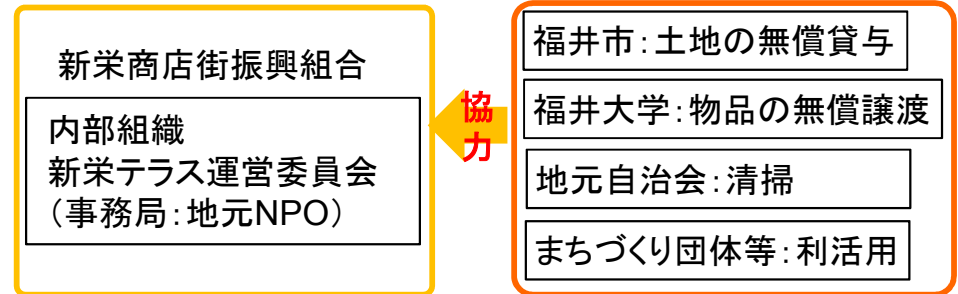 新栄商店街振興組合
内部組織
新栄テラス運営委員会
（事務局：地元NPO）
協
力
福井市：土地の無償貸与
福井大学：物品の無償譲渡
地元自治会：清掃
まちづくり団体等：利活用